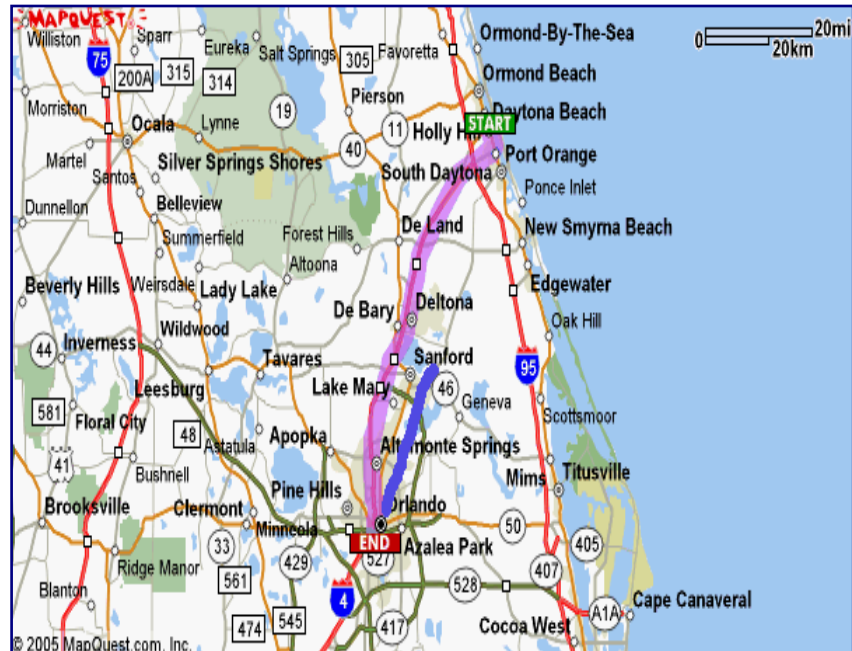 MAPQUEST
20mi
0
20km
Williston
Sparr
Eureka
Salt Springs
Favoretta
Ormond-By-The-Sea
75
200A
315
314
305
Ormond Beach
Morriston
19
Pierson
11
Daytona Beach
START
Holly Hi
Ocala
Lynne
40
Port Orange
Martel
Silver Springs Shores
South Daytona
Santos
Ponce Inlet
Dunnellon
Belleview
De Land
New Smyrna Beach
Summerfield
Forest Hills
Altoona
Edgewater
Beverly Hills
Weirsdale
Lady Lake
De Bary
Deltona
Oak Hill
Inverness
Wildwood
44
Tavares
Sanford
95
Leesburg
Lake Mary
46
Geneva
581
Floral City
48
Astatula
Apopka
Altamonte Springs
Scottsmoor
41
Bushnell
Pine Hills
Mims
Titusville
Brooksville
Clermont
Orlando
Minneola
50
END
Azalea Park
33
429
527
405
407
Ridge Manor
561
528
Blanton
4
A1A
Cape Canaveral
474
545
417
Cocoa West
© 2005 MapQuest.com, Inc.